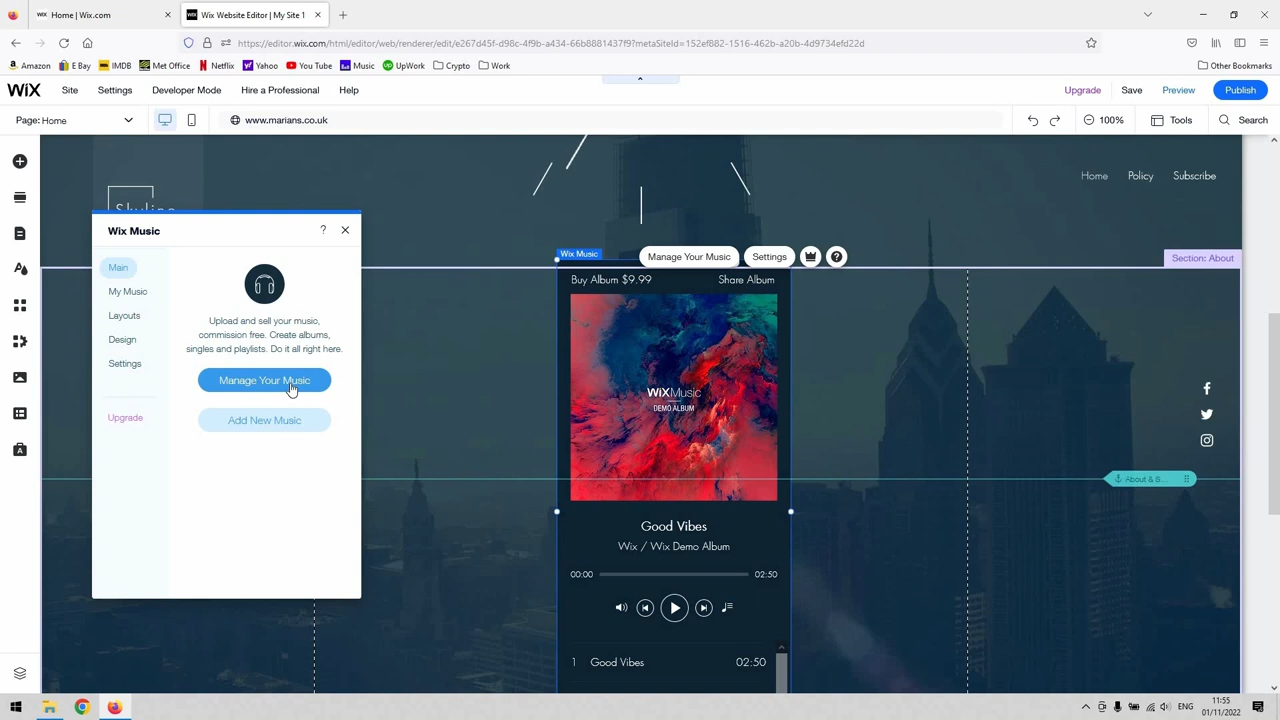 Home | Wix.com
WiX
Wix Website Editor | My Site 1
https://editor.wix.com/html/editor/web/renderer/edit/e267d45f-d98c-4f9b-a434-66b8881437f9?metaSiteId=152ef882-1516-462b-a20b-4d9734efd22d
Amazon
E Bay
IMDB
Met Office
Netflix
Yahoo
You Tube
Music
UpWork
Crypto
Work
Other Bookmarks
WiX
Site
Settings
Developer Mode
Hire a Professional
Help
Upgrade
Save
Preview
Publish
Page: Home
www.marians.co.uk
100%
Tools
Search
Home
Policy
Subscribe
Skyline
Wix Music
?
Main
My Music
Layouts
Design
Settings
Upgrade
Upload and sell your music,
commission free. Create albums,
singles and playlists. Do it all right here.
Manage Your Music
Add New Music
Wix Music
Manage Your Music
Settings
?
Section: About
Buy Album $9.99
Share Album
WiXMusic
DEMO ALBUM
About & S...
Good Vibes
Wix / Wix Demo Album
00:00
02:50
1 Good Vibes 02:50
ENG
11:55
01/11/2022